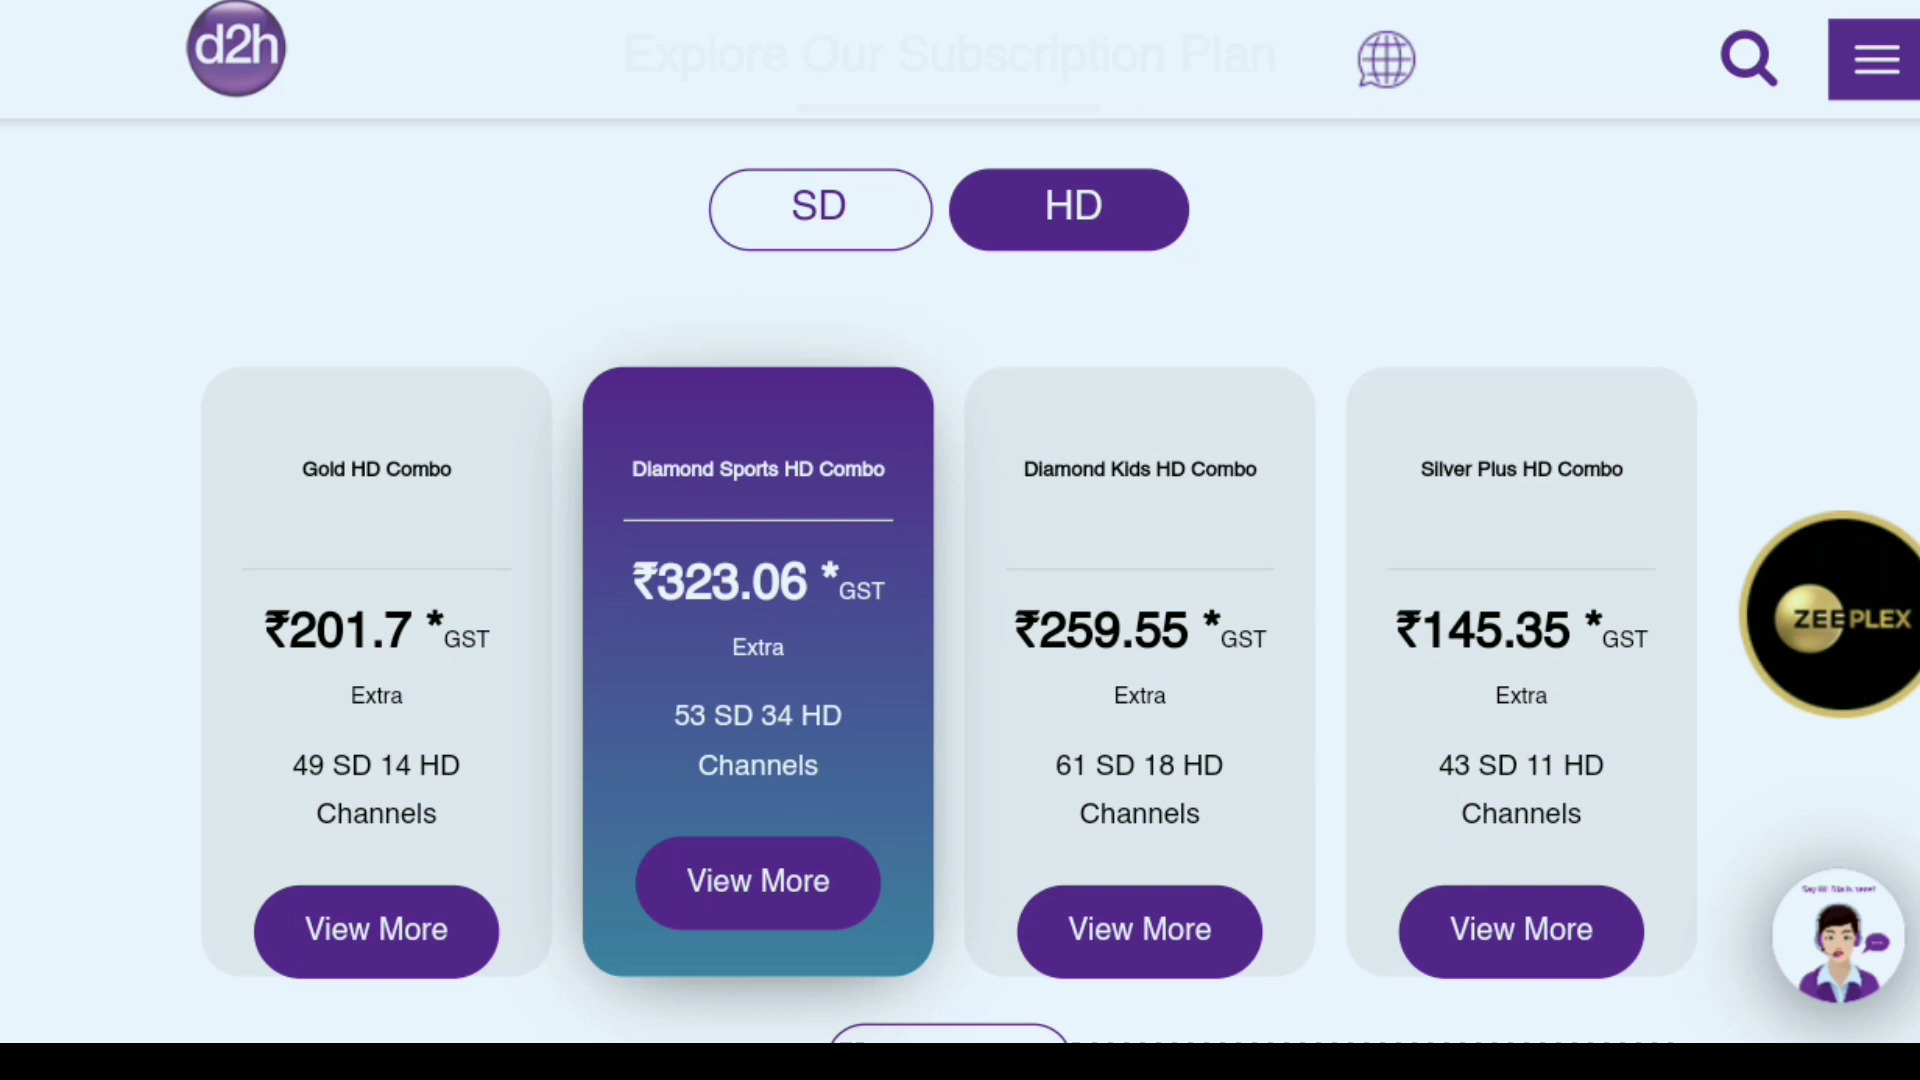 d2h
Explore Our Subscription Plan
SD
HD
Gold HD Combo
₹201.7 *GST
Extra
49 SD 14 HD
Channels
View More
Diamond Sports HD Combo
₹323.06 *GST
Extra
53 SD 34 HD
Channels
View More
Diamond Kids HD Combo
₹259.55 *GST
Extra
61 SD 18 HD
Channels
View More
Silver Plus HD Combo
₹145.35 *GST
Extra
43 SD 11 HD
Channels
View More
ZEEPLEX